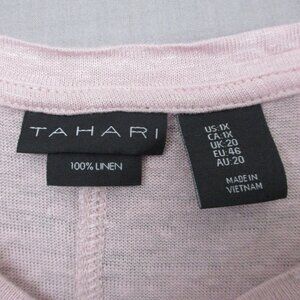 TAHARI
100% LINEN
US:1X
CA:1X
UK:20
EU:46
AU:20
MADE IN
VIETNAM